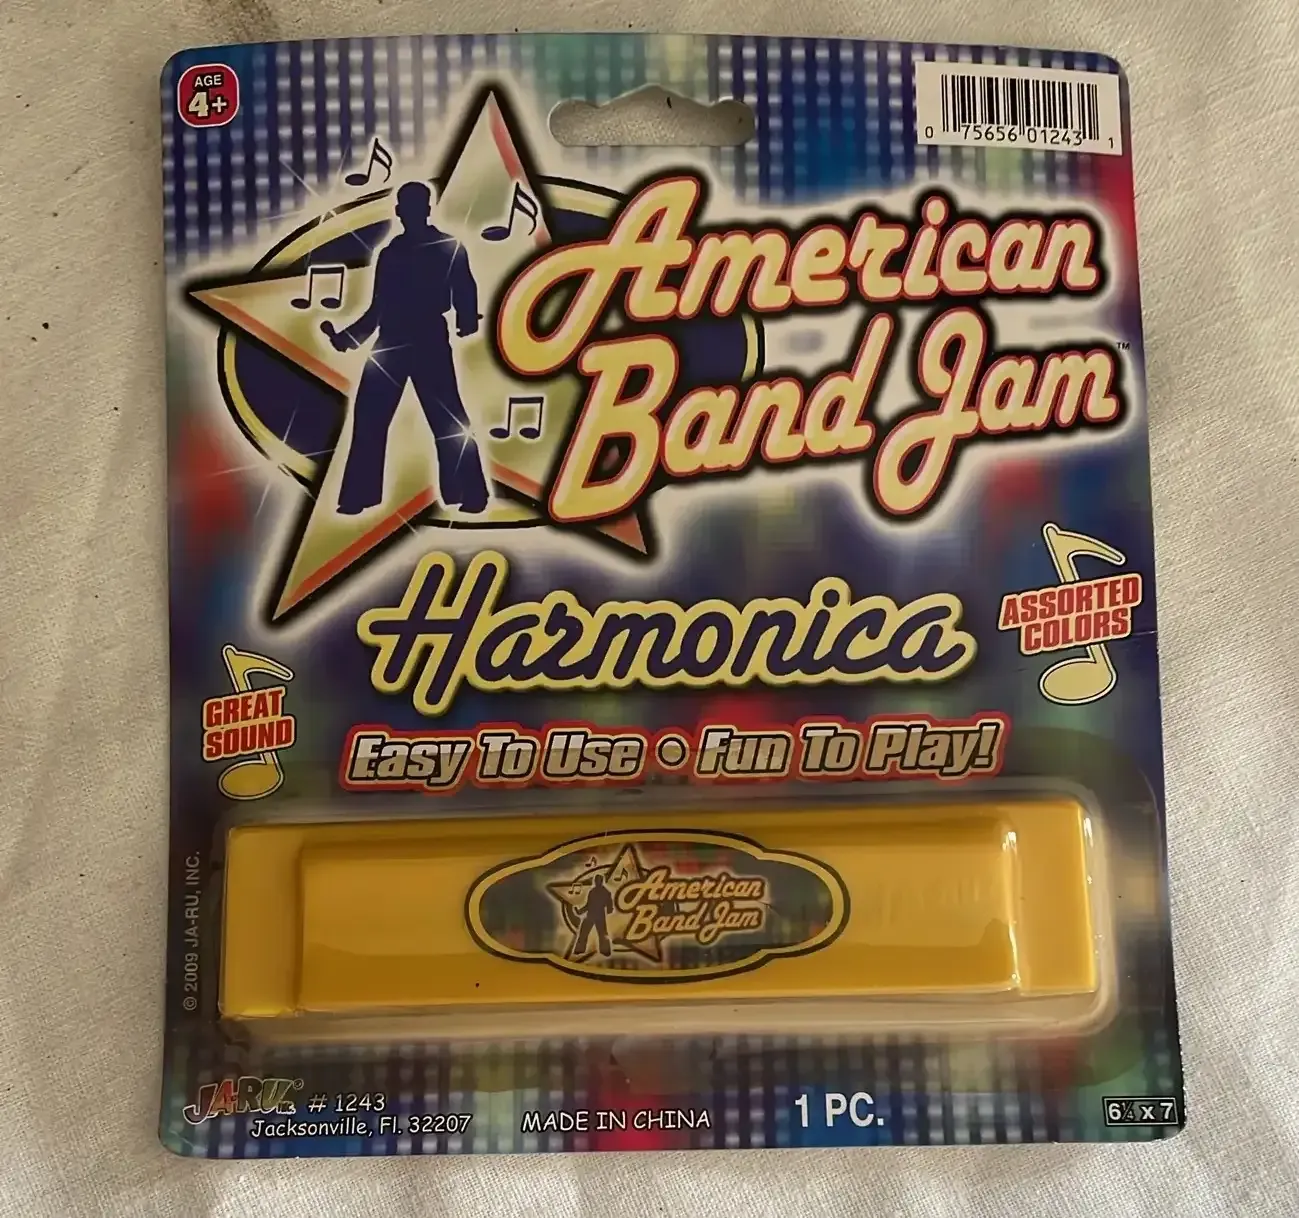 AGE
4+
0 75656 01243 1
American
Band Jam™
Harmonica
ASSORTED
COLORS
GREAT
SOUND
Easy To Use • Fun To Play!
American
Band Jam
© 2009 JA-RU, INC.
JA-RU® INC. # 1243
Jacksonville, Fl. 32207
MADE IN CHINA
1 PC.
6¼ x 7